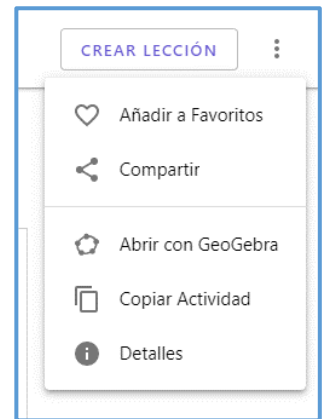 CREAR LECCIÓN
Añadir a Favoritos
Compartir
Abrir con GeoGebra
Copiar Actividad
Detalles